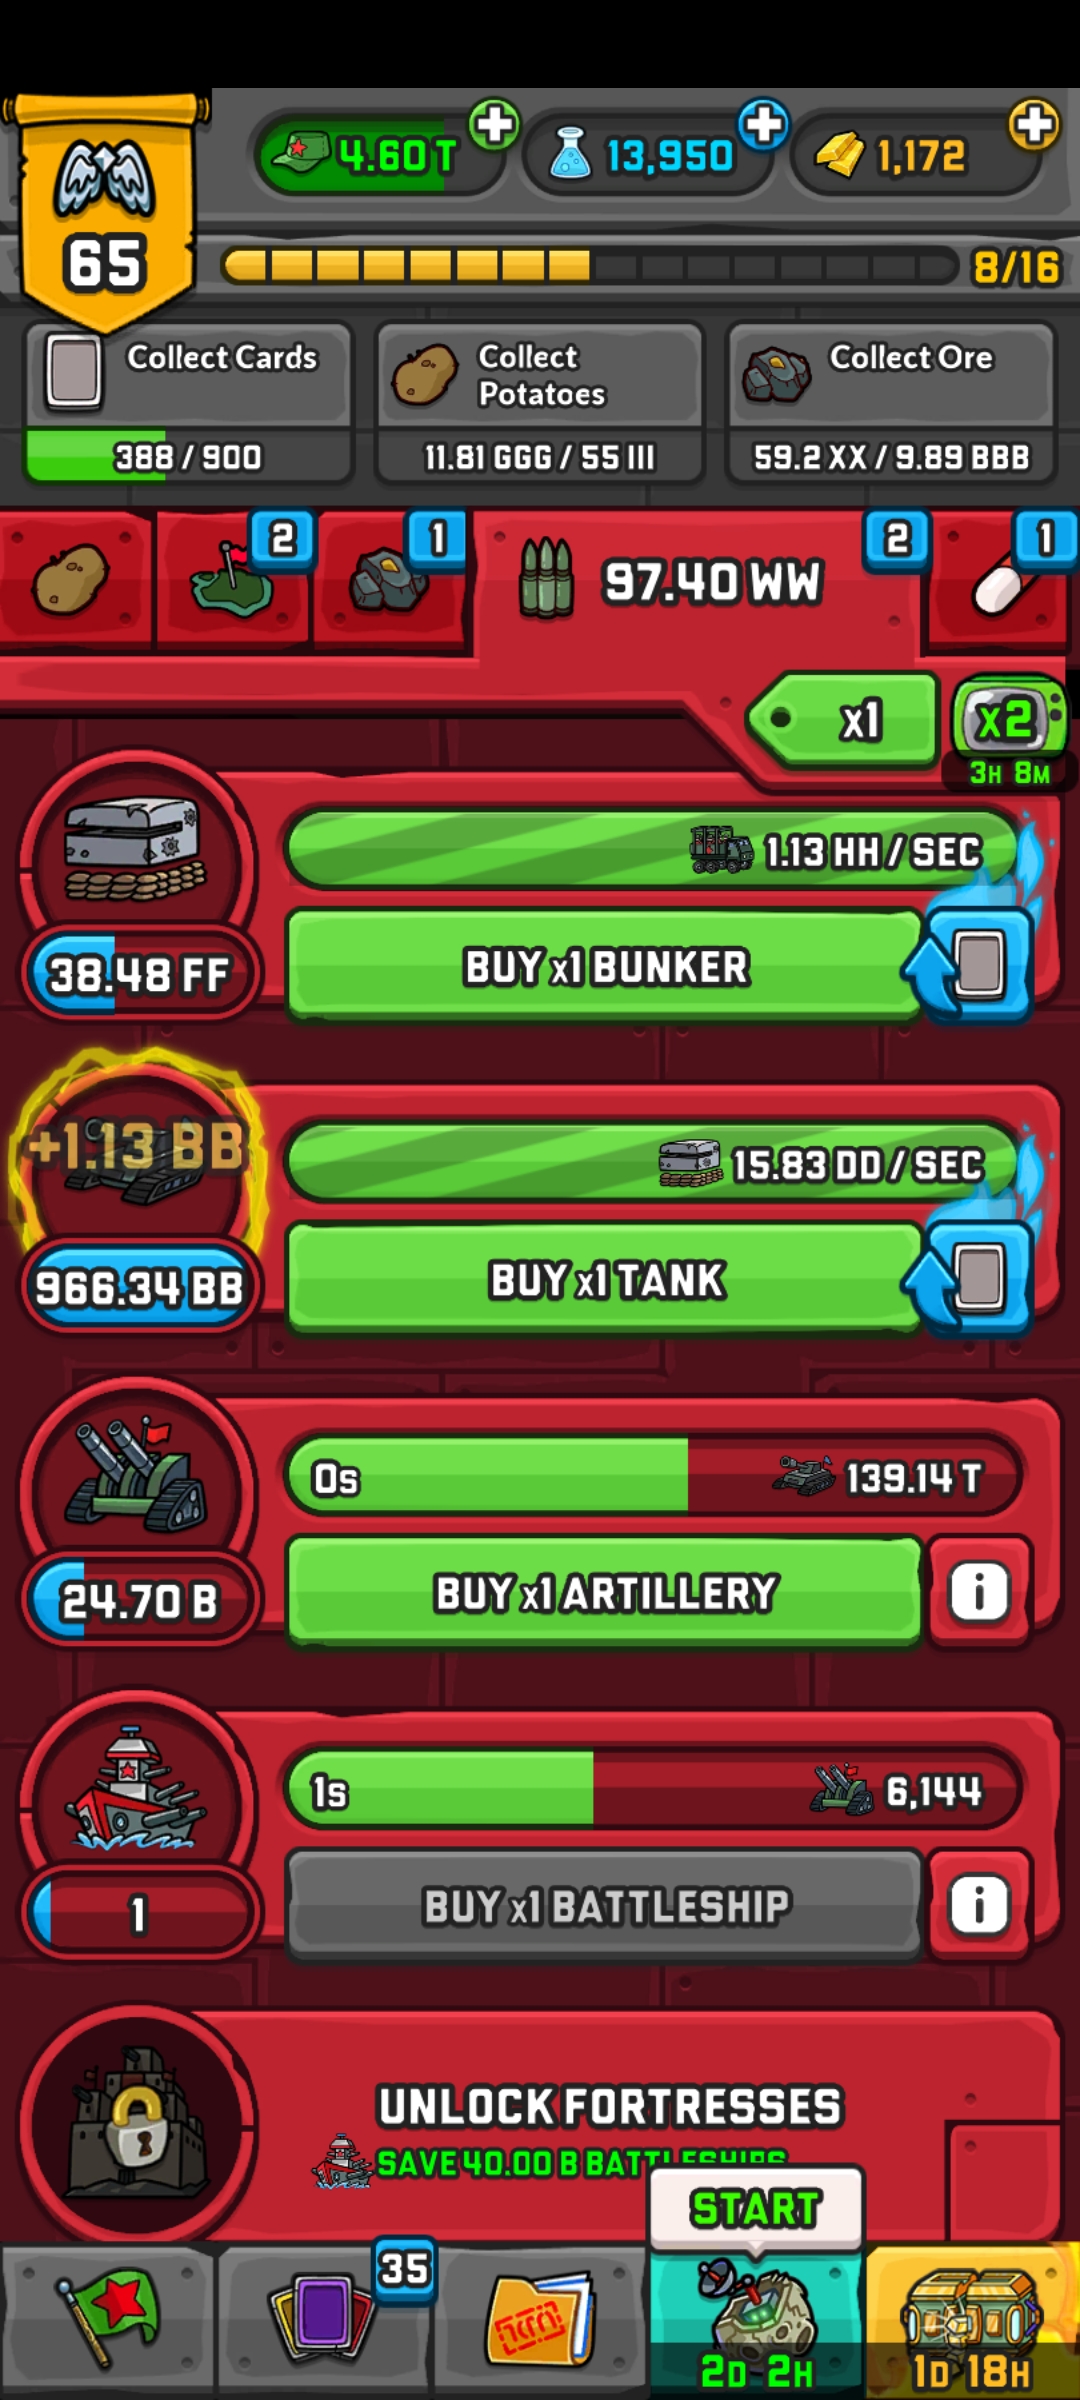 4.60 T
13,950
1,172
65
8/16
Collect Cards
388 / 900
Collect
Potatoes
11.81 GGG / 55 III
Collect Ore
59.2 XX / 9.89 BBB
2
1
97.40 WW
2
1
x1
x2
3H 8M
1.13 HH / SEC
38.48 FF
BUY x1 BUNKER
+1.13 BB
15.83 DD / SEC
966.34 BB
BUY x1 TANK
0s
139.14 T
24.70 B
BUY x1 ARTILLERY
1s
6,144
1
BUY x1 BATTLESHIP
UNLOCK FORTRESSES
SAVE 40.00 B BATTLESHIPS
START
35
2D 2H
1D 18H